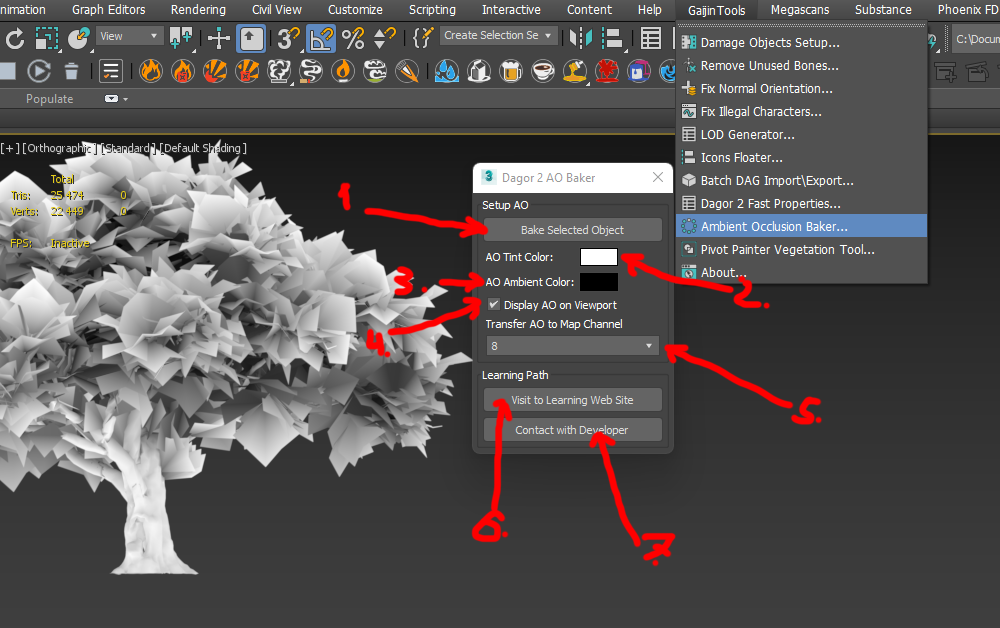 nimation Graph Editors Rendering Civil View Customize Scripting Interactive Content Help GaijinTools Megascans Substance Phoenix FD
View
Create Selection Se
C:\Docum
Populate
[+] [Orthographic] [Standard] [Default Shading]
Total
Tris: 25 474 0
Verts: 22 449 0
FPS: Inactive
Damage Objects Setup...
Remove Unused Bones...
Fix Normal Orientation...
Fix Illegal Characters...
LOD Generator...
Icons Floater...
Batch DAG Import\Export...
Dagor 2 Fast Properties...
Ambient Occlusion Baker...
Pivot Painter Vegetation Tool...
About...
3 Dagor 2 AO Baker
Setup AO
1
Bake Selected Object
AO Tint Color:
2.
3.
AO Ambient Color:
4.
Display AO on Viewport
Transfer AO to Map Channel
8
5.
Learning Path
Visit to Learning Web Site
Contact with Developer
6.
7.